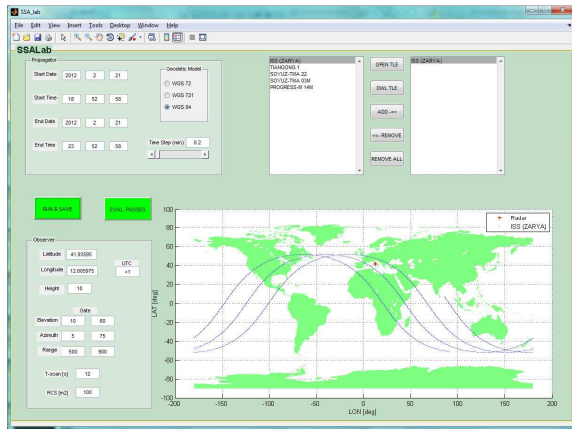 SSA_lab
File Edit View Insert Tools Desktop Window Help
SSALab
Propagator
Start Date 2012 2 21
Start Time 18 52 58
End Date 2012 2 21
End Time 23 52 58
Geodetic Model
WGS 72
WGS 721
WGS 84
Time Step (min) 0.2
ISS (ZARYA)
TIANGONG 1
SOYUZ-TMA 22
SOYUZ-TMA 03M
PROGRESS-M 14M
OPEN TLE
DWL TLE
ADD ->>
<<- REMOVE
REMOVE ALL
ISS (ZARYA)
RUN & SAVE
EVAL PASSES
Observer
Latitude 41.93595
Longitude 12.605975
UTC
+1
Height 10
Gate
Elevation 10 60
Azimuth 5 75
Range 500 900
T-scan [s] 12
RCS [m2] 100
Radar
ISS (ZARYA)
LAT [deg]
100
80
60
40
20
0
-20
-40
-60
-80
-100
-200 -150 -100 -50 0 50 100 150 200
LON [deg]